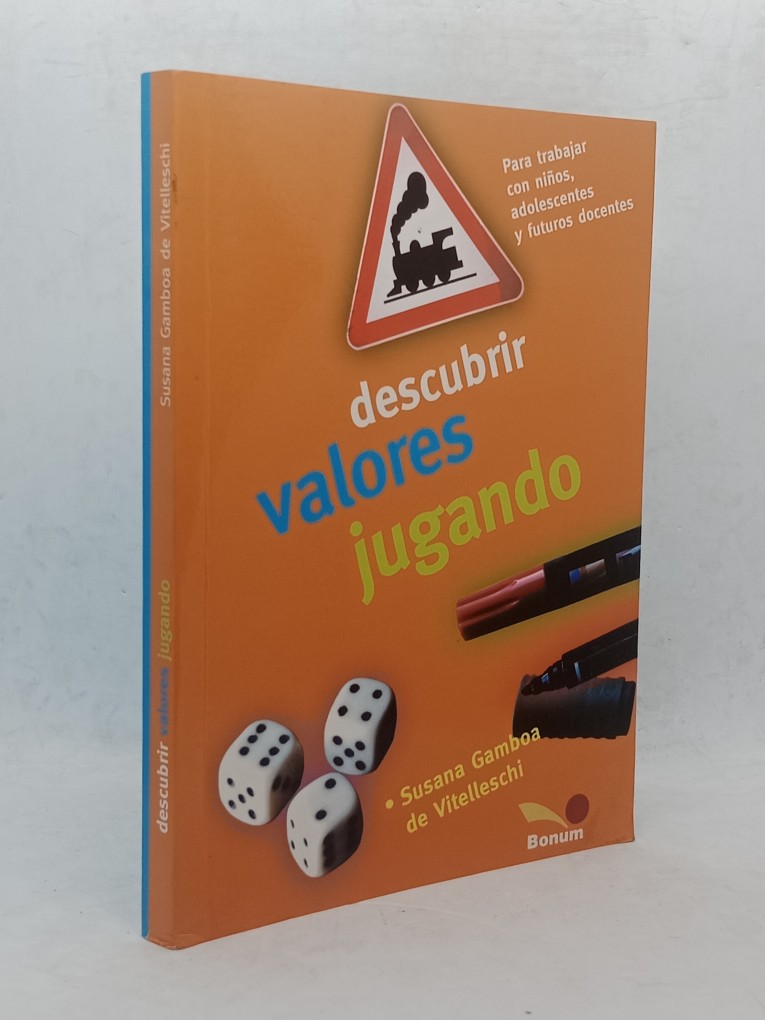 Susana Gamboa de Vitelleschi
descubrir valores jugando
Para trabajar
con niños,
adolescentes
y futuros docentes
descubrir
valores
jugando
• Susana Gamboa
de Vitelleschi
Bonum